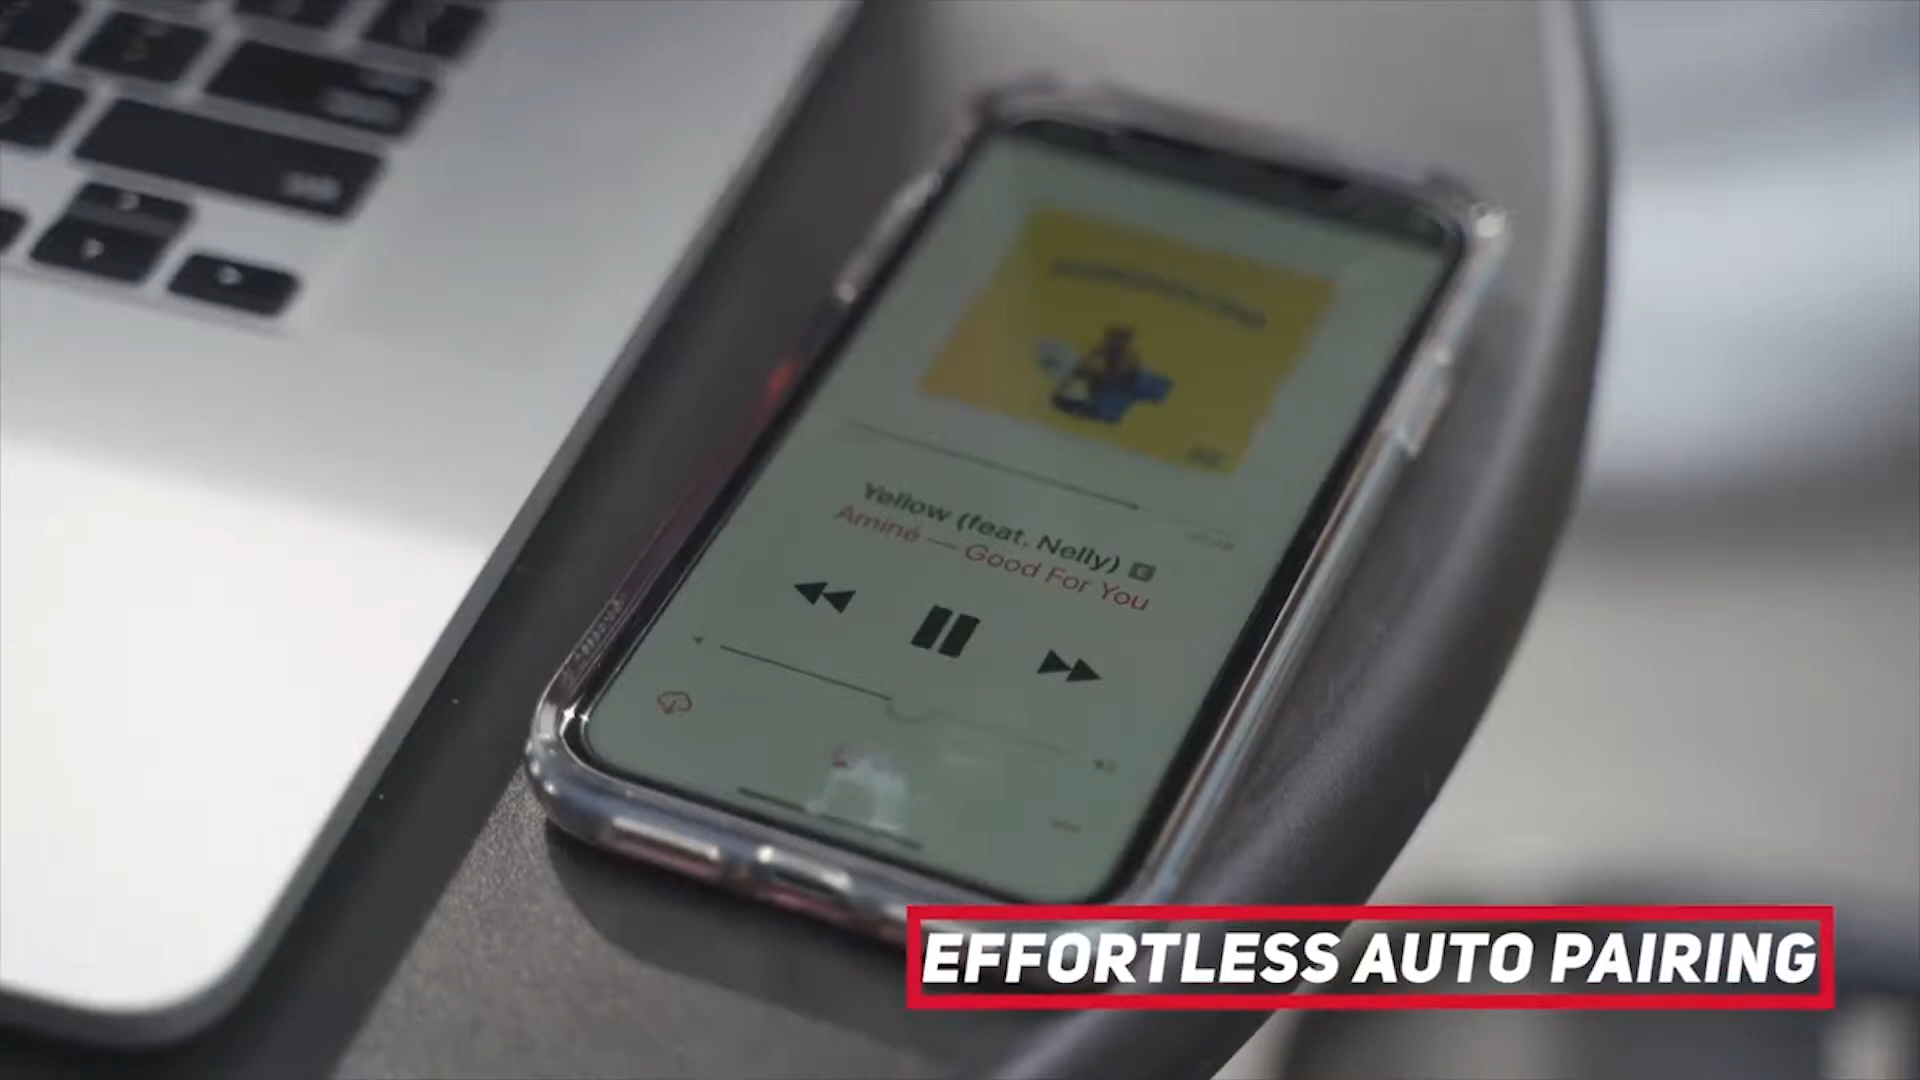 Yellow (feat. Nelly) E
Aminé — Good For You
EFFORTLESS AUTO PAIRING